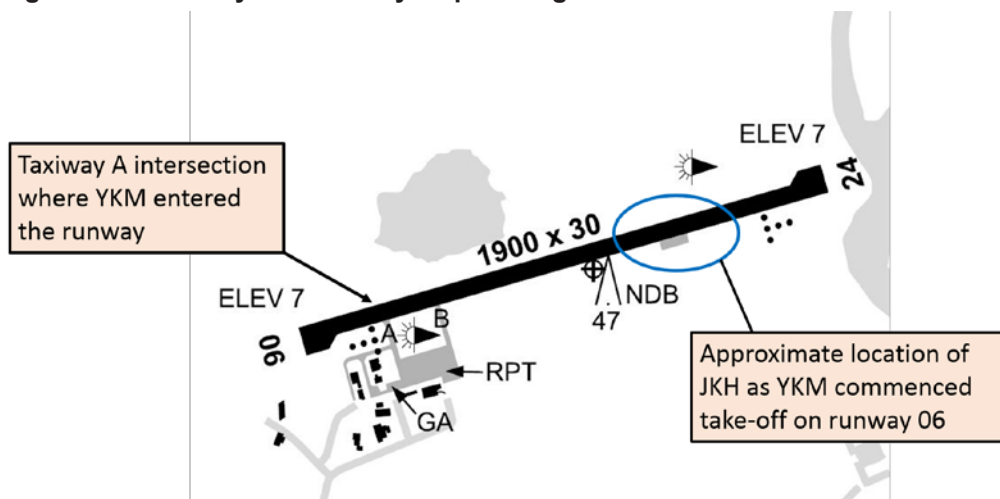 ELEV 7
24
Taxiway A intersection
where YKM entered
the runway
1900 x 30
ELEV 7
NDB
47
06
A
B
RPT
GA
Approximate location of
JKH as YKM commenced
take-off on runway 06